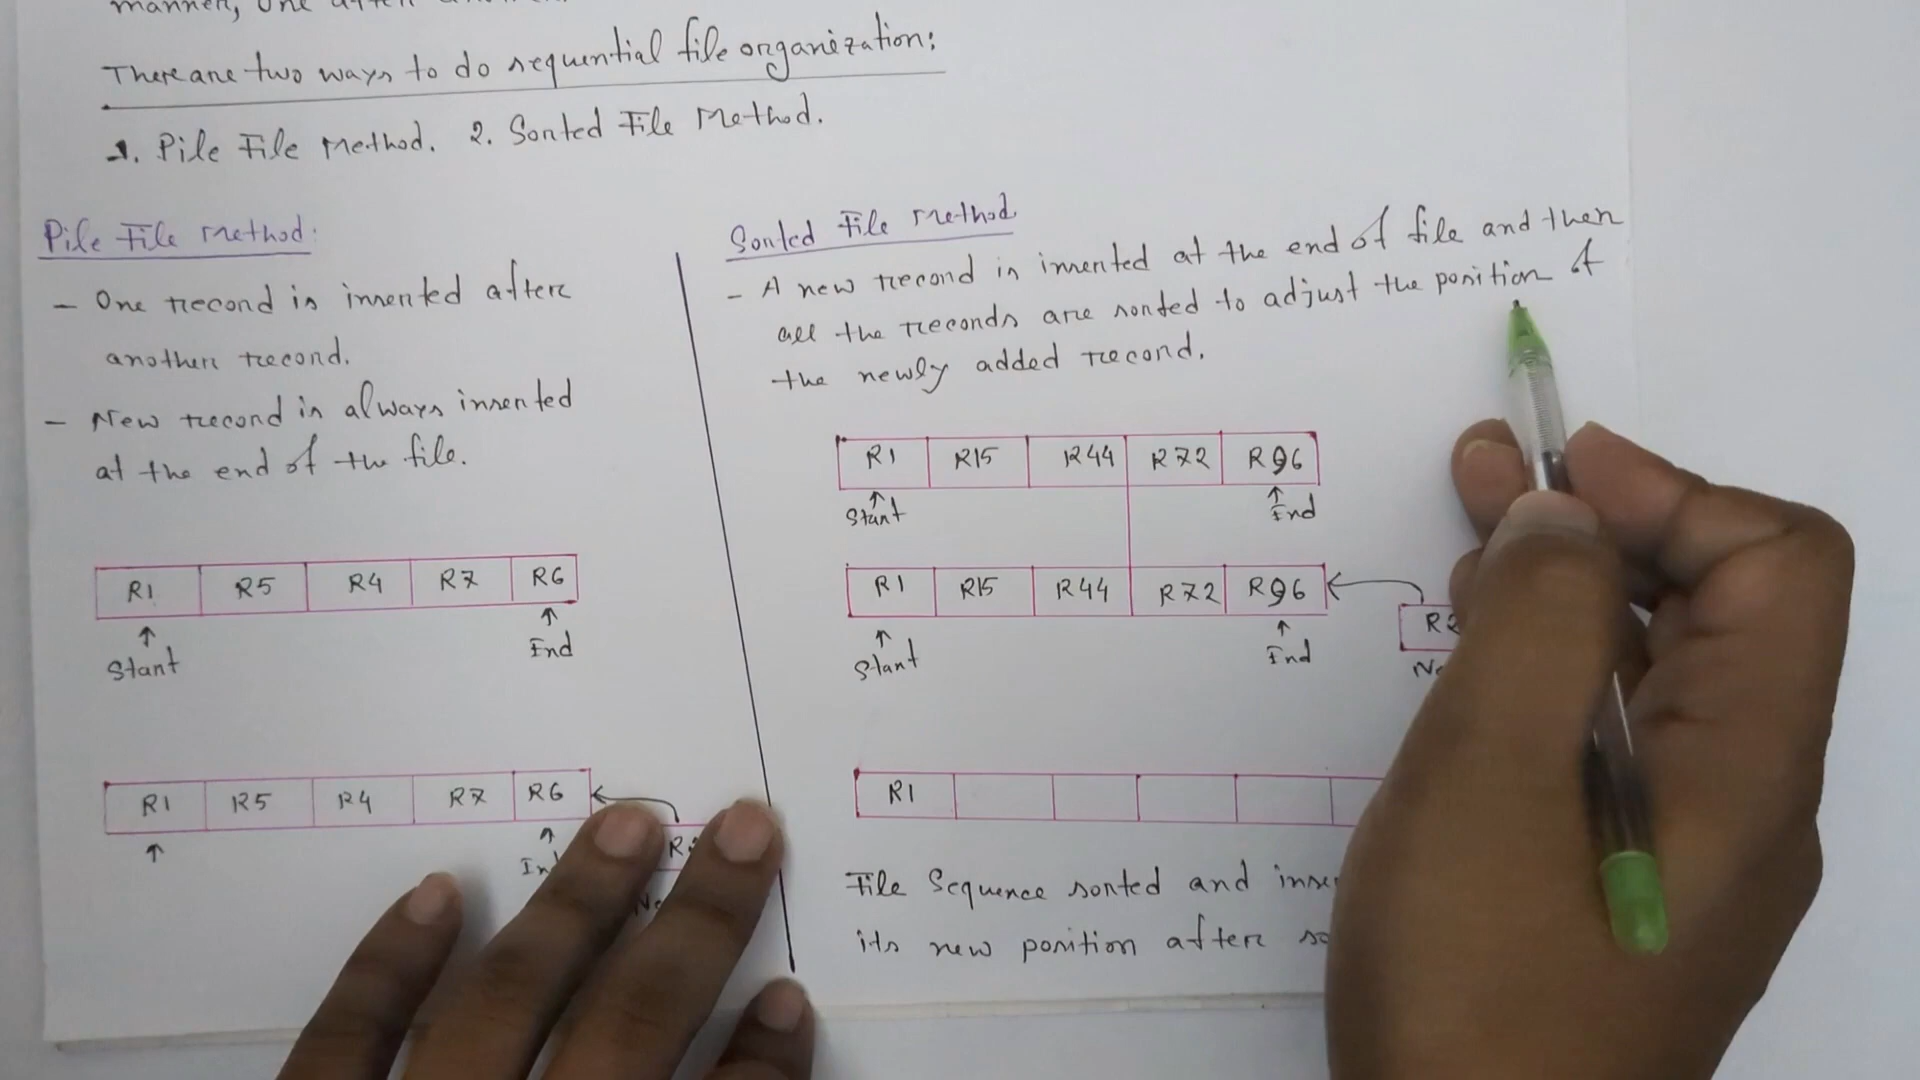 manner, one after
There are two ways to do sequential file organization:
1. Pile File Method. 2. Sorted File Method.
Pile File Method:
- One record is inserted after
another record.
- New record is always inserted
at the end of the file.
R1 R5 R4 R7 R6
Start End
R1 R5 R4 R7 R6
Sorted File Method
- A new record is inserted at the end of file and then
all the records are sorted to adjust the position of
the newly added record.
R1 R15 R44 R72 R96
Start End
R1 R15 R44 R72 R96
Start End
R1
File Sequence sorted and
its new position after